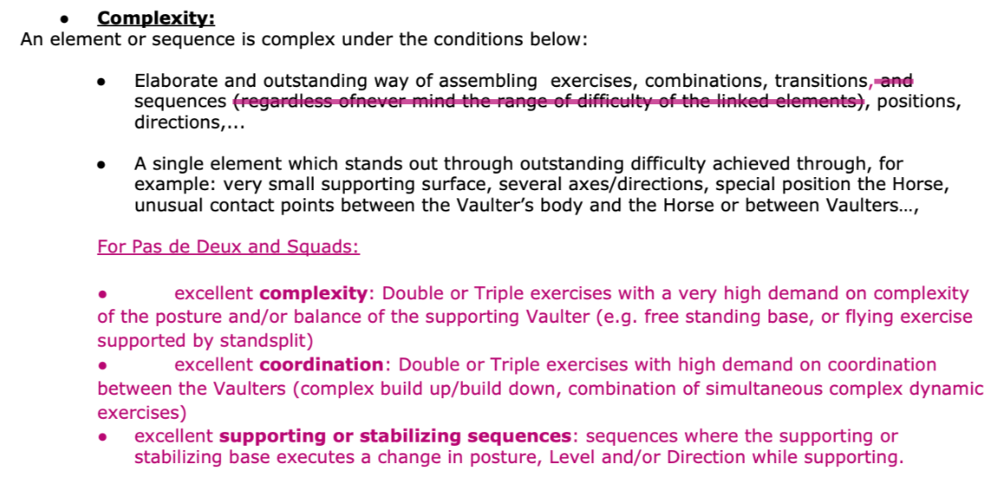 • Complexity:
An element or sequence is complex under the conditions below:
• Elaborate and outstanding way of assembling  exercises, combinations, transitions, and
sequences (regardless ofnever mind the range of difficulty of the linked elements), positions,
directions,...
• A single element which stands out through outstanding difficulty achieved through, for
example: very small supporting surface, several axes/directions, special position the Horse,
unusual contact points between the Vaulter’s body and the Horse or between Vaulters…,
For Pas de Deux and Squads:
• excellent complexity: Double or Triple exercises with a very high demand on complexity
of the posture and/or balance of the supporting Vaulter (e.g. free standing base, or flying exercise
supported by standsplit)
• excellent coordination: Double or Triple exercises with high demand on coordination
between the Vaulters (complex build up/build down, combination of simultaneous complex dynamic
exercises)
• excellent supporting or stabilizing sequences: sequences where the supporting or
stabilizing base executes a change in posture, Level and/or Direction while supporting.